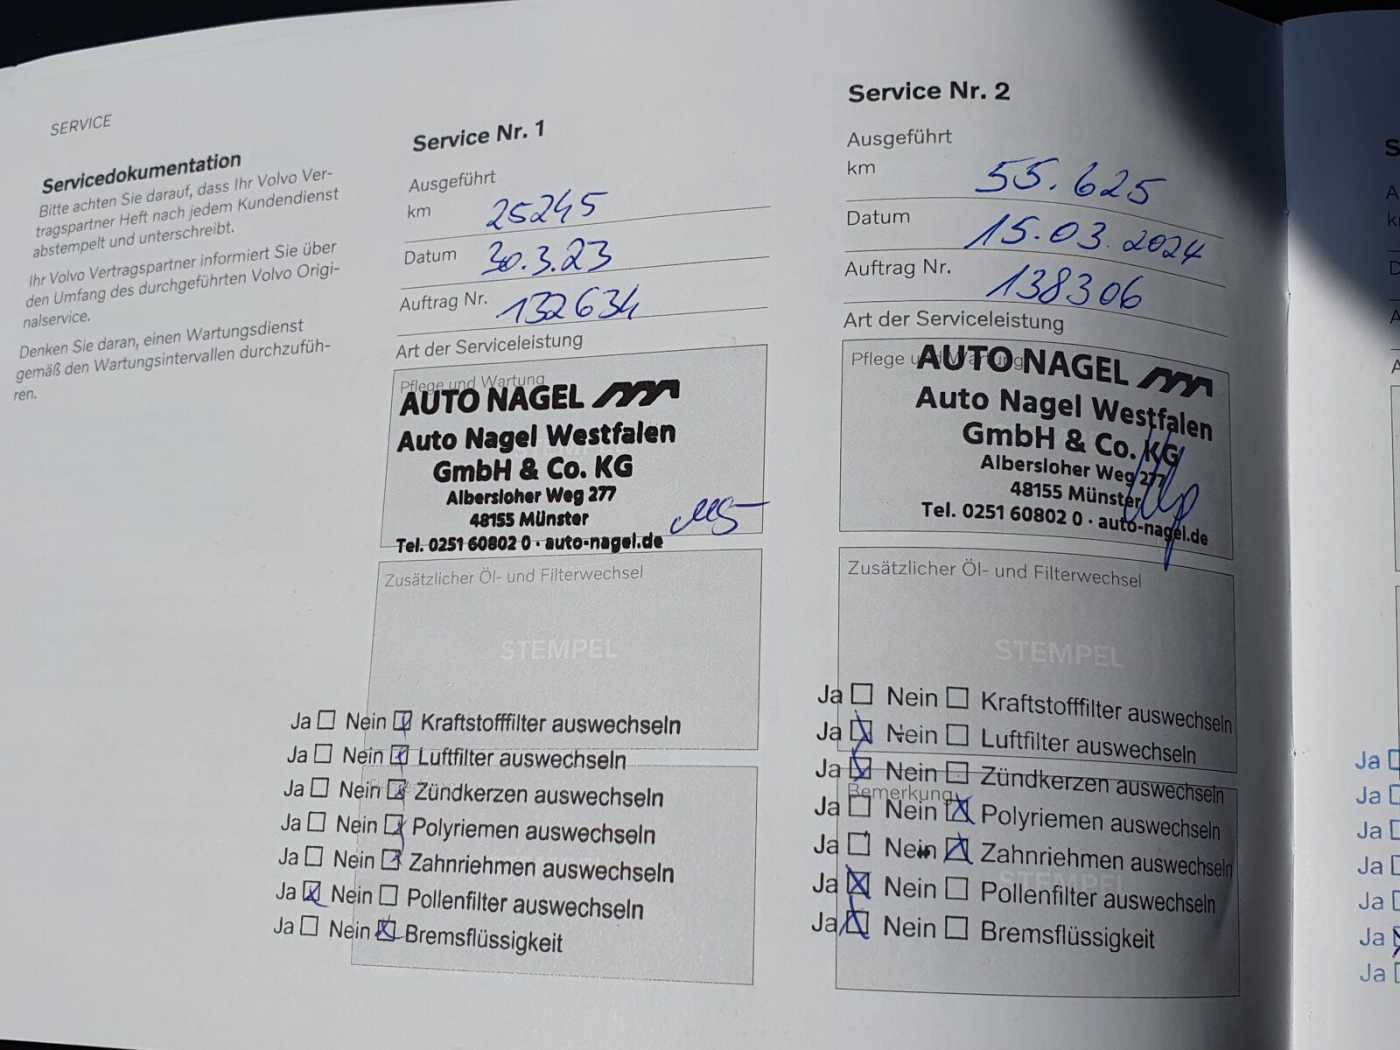 SERVICE
Servicedokumentation
Bitte achten Sie darauf, dass Ihr Volvo Ver-
tragspartner Heft nach jedem Kundendienst
abstempelt und unterschreibt.
Ihr Volvo Vertragspartner informiert Sie über
den Umfang des durchgeführten Volvo Origi-
nalservice.
Denken Sie daran, einen Wartungsdienst
gemäß den Wartungsintervallen durchzufüh-
ren.
Service Nr. 1
Ausgeführt
km 25245
Datum 30.3.23
Auftrag Nr. 132634
Art der Serviceleistung
Pflege und Wartung
AUTO NAGEL
Auto Nagel Westfalen
GmbH & Co. KG
Albersloher Weg 277
48155 Münster
Tel. 0251 60802 0 · auto-nagel.de
Zusätzlicher Öl- und Filterwechsel
STEMPEL
Ja Nein Kraftstofffilter auswechseln
Ja Nein Luftfilter auswechseln
Ja Nein Zündkerzen auswechseln
Ja Nein Polyriemen auswechseln
Ja Nein Zahnriehmen auswechseln
Ja Nein Pollenfilter auswechseln
Ja Nein Bremsflüssigkeit
Service Nr. 2
Ausgeführt
km 55.625
Datum 15.03.2024
Auftrag Nr. 138306
Art der Serviceleistung
Pflege und Wartung
AUTO NAGEL
Auto Nagel Westfalen
GmbH & Co. KG
Albersloher Weg 277
48155 Münster
Tel. 0251 60802 0 · auto-nagel.de
Zusätzlicher Öl- und Filterwechsel
STEMPEL
Ja Nein Kraftstofffilter auswechseln
Ja Nein Luftfilter auswechseln
Ja Nein Zündkerzen auswechseln
Bemerkung
Ja Nein Polyriemen auswechseln
Ja Nein Zahnriehmen auswechseln
STEMPEL
Ja Nein Pollenfilter auswechseln
Ja Nein Bremsflüssigkeit
Ja
Ja
Ja
Ja
Ja
Ja
Ja